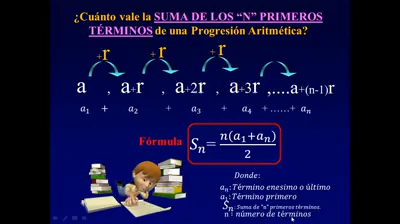 ¿Cuánto vale la SUMA DE LOS “N” PRIMEROS
TÉRMINOS de una Progresión Aritmética?
+r +r +r
a , a+r , a+2r , a+3r ,....a+(n-1)r
a₁ + a₂ + a₃ + a₄ + ......+ aₙ
Fórmula Sₙ= n(a₁+aₙ) / 2
Donde:
aₙ: Término enesimo o último
a₁: Término primero
Sₙ: Suma de "n" primeros términos.
n : número de términos